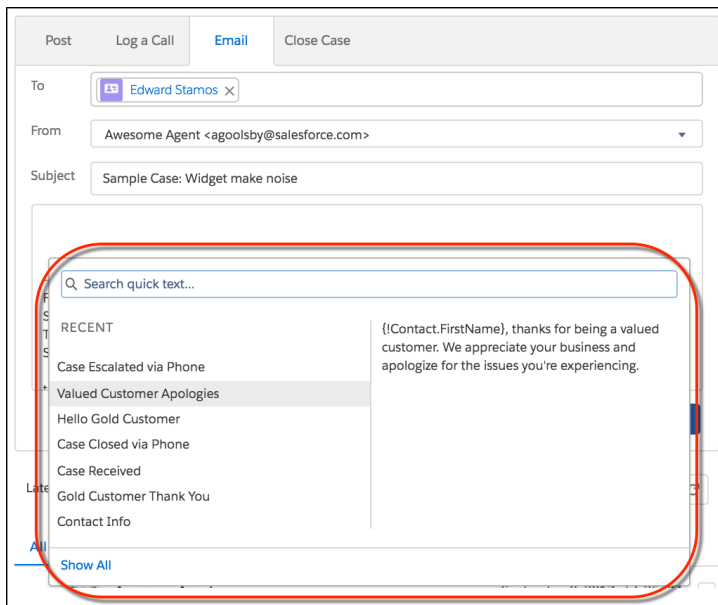 Post Log a Call Email Close Case
To Edward Stamos
From Awesome Agent <agoolsby@salesforce.com>
Subject Sample Case: Widget make noise
Search quick text...
RECENT
{!Contact.FirstName}, thanks for being a valued
customer. We appreciate your business and
apologize for the issues you're experiencing.
Case Escalated via Phone
Valued Customer Apologies
Hello Gold Customer
Case Closed via Phone
Case Received
Gold Customer Thank You
Contact Info
All
Show All